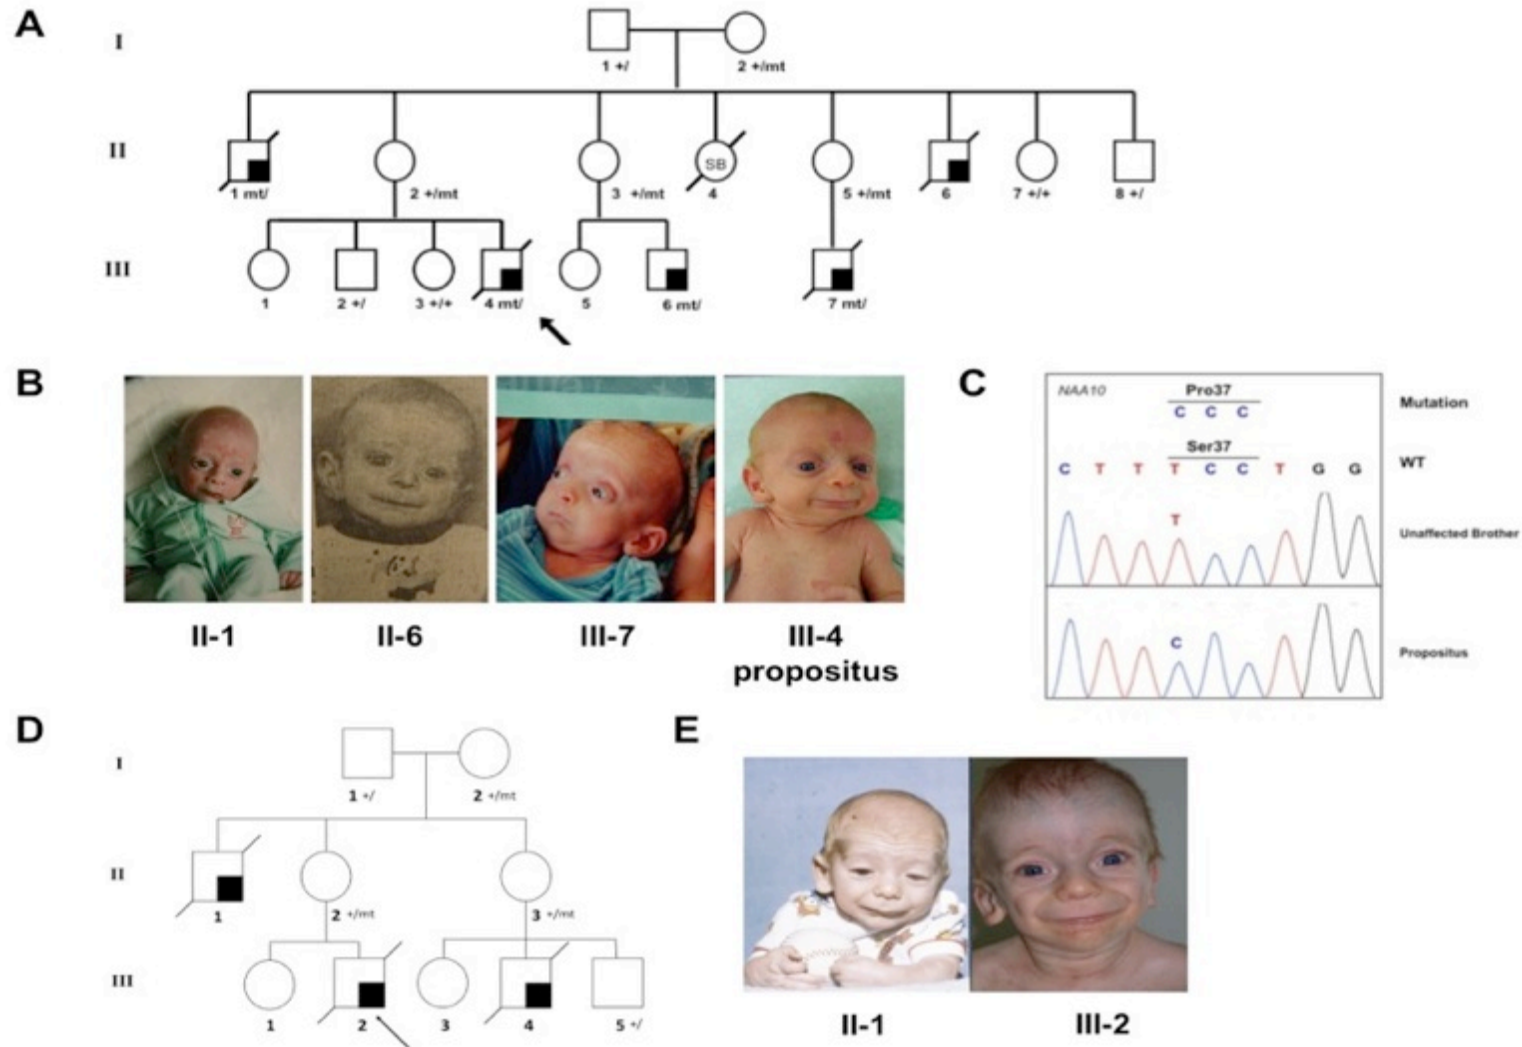 A
I
1 +/ 2 +/mt
II
SB
1 mt/ 2 +/mt 3 +/mt 4 5 +/mt 6 7 +/+ 8 +/
III
1 2 +/ 3 +/+ 4 mt/ 5 6 mt/ 7 mt/
B
II-1 II-6 III-7 III-4
propositus
C
NAA10 Pro37 Mutation
C C C
Ser37
C T T T C C T G G WT
T Unaffected Brother
C Propositus
D
I
1 +/ 2 +/mt
II
1 2 +/mt 3 +/mt
III
1 2 3 4 5 +/
E
II-1 III-2